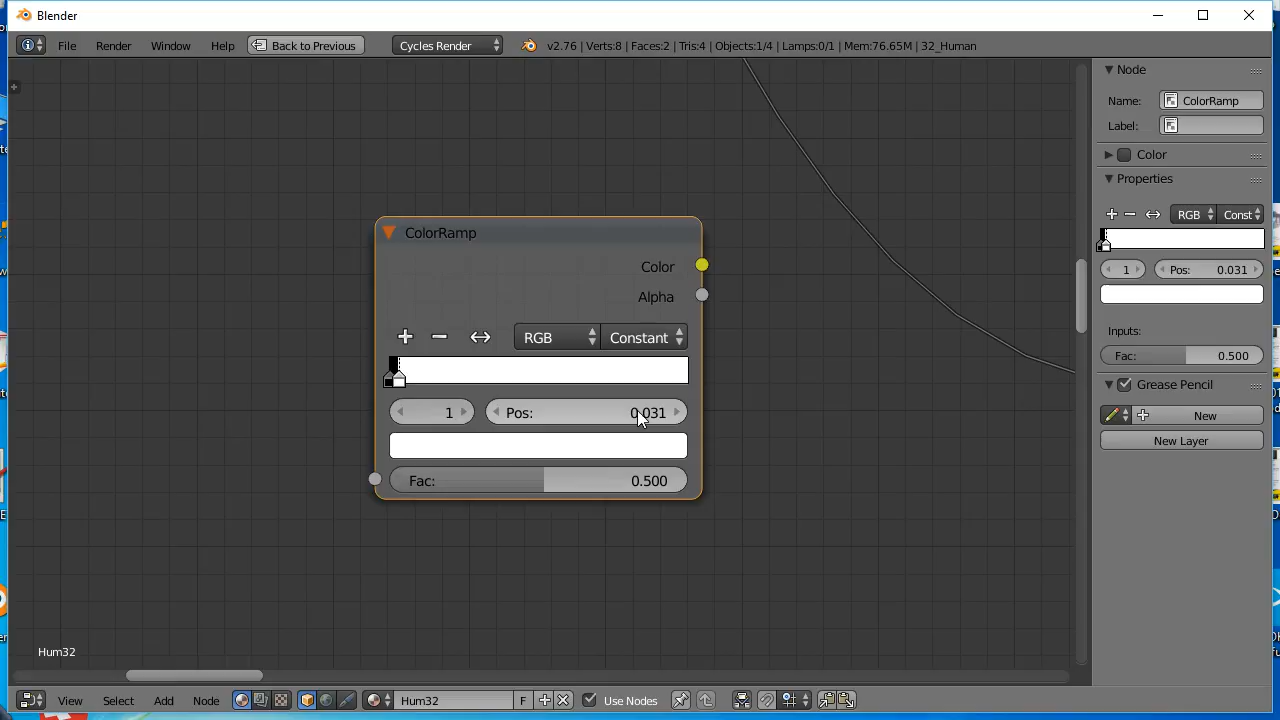 Blender
File Render Window Help Back to Previous Cycles Render v2.76 | Verts:8 | Faces:2 | Tris:4 | Objects:1/4 | Lamps:0/1 | Mem:76.65M | 32_Human
Node
Name: ColorRamp
Label:
Color
Properties
RGB Const
1 Pos: 0.031
Inputs:
Fac: 0.500
Grease Pencil
New
New Layer
ColorRamp
Color
Alpha
RGB Constant
1 Pos: 0.031
Fac: 0.500
Hum32
View Select Add Node Hum32 F Use Nodes